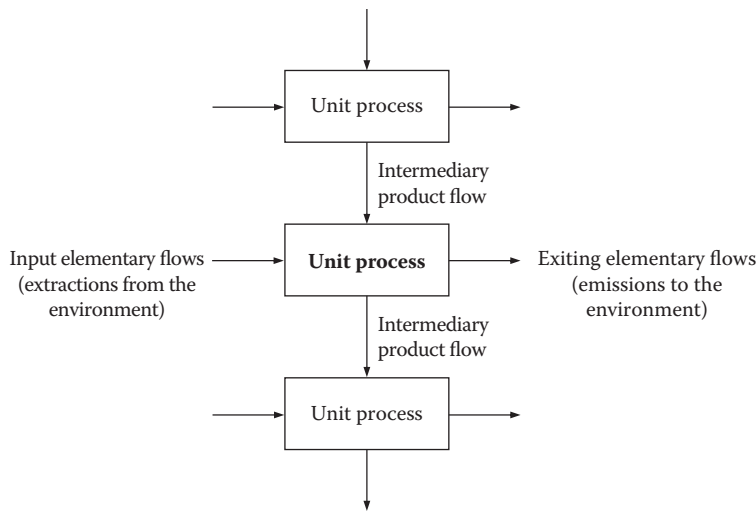 Unit process
Intermediary
product flow
Input elementary flows
(extractions from the
environment)
Unit process
Exiting elementary flows
(emissions to the
environment)
Intermediary
product flow
Unit process